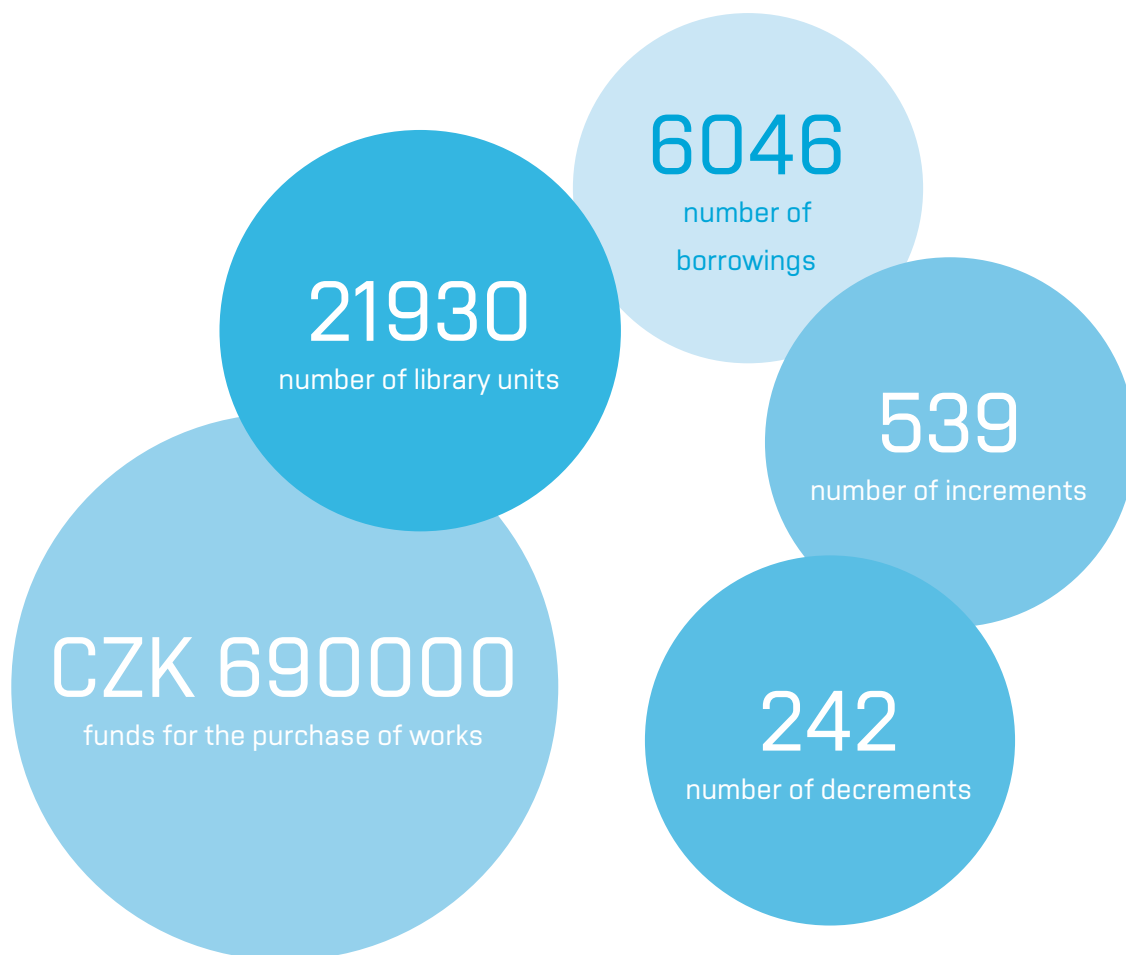 6046
number of
borrowings
21930
number of library units
539
number of increments
CZK 690000
funds for the purchase of works
242
number of decrements